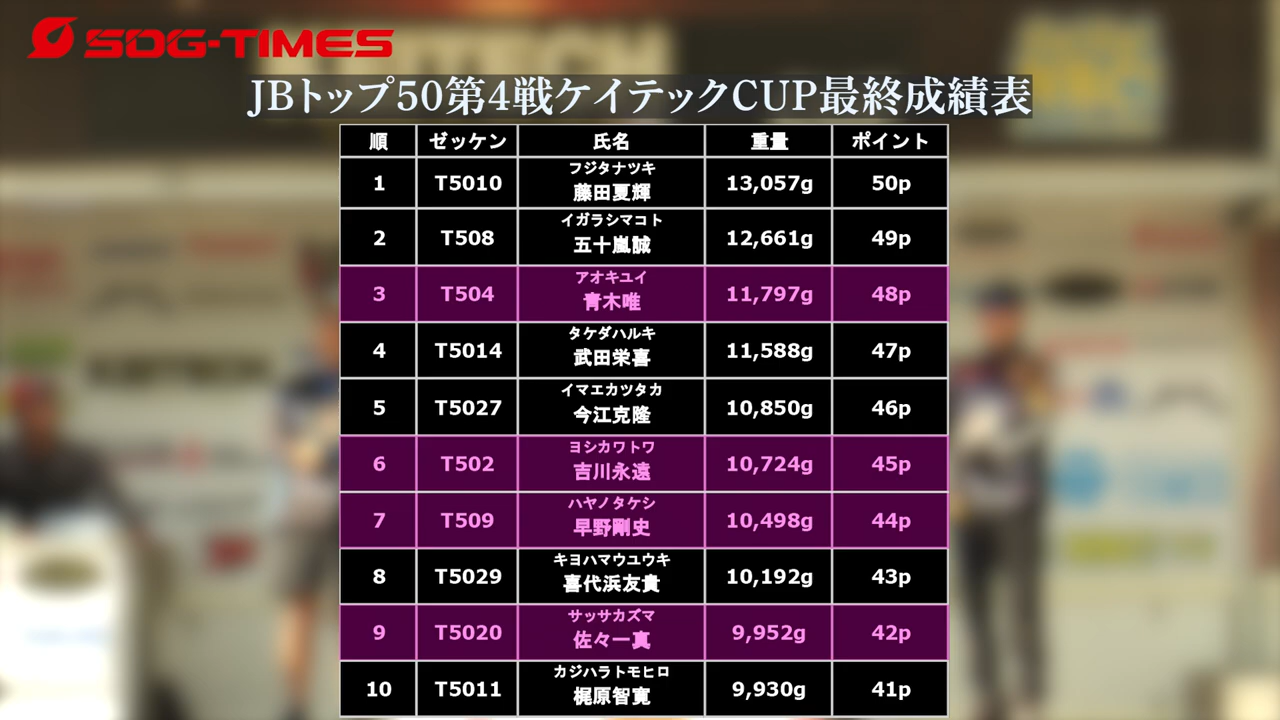 SDG-TIMES
JBトップ50第4戦ケイテックCUP最終成績表
順 ゼッケン 氏名 重量 ポイント
フジタナツキ
1 T5010 藤田夏輝 13,057g 50p
イガラシマコト
2 T508 五十嵐誠 12,661g 49p
アオキユイ
3 T504 青木唯 11,797g 48p
タケダハルキ
4 T5014 武田栄喜 11,588g 47p
イマエカツタカ
5 T5027 今江克隆 10,850g 46p
ヨシカワトワ
6 T502 吉川永遠 10,724g 45p
ハヤノタケシ
7 T509 早野剛史 10,498g 44p
キヨハマウユウキ
8 T5029 喜代浜友貴 10,192g 43p
サッサカズマ
9 T5020 佐々一真 9,952g 42p
カジハラトモヒロ
10 T5011 梶原智寛 9,930g 41p